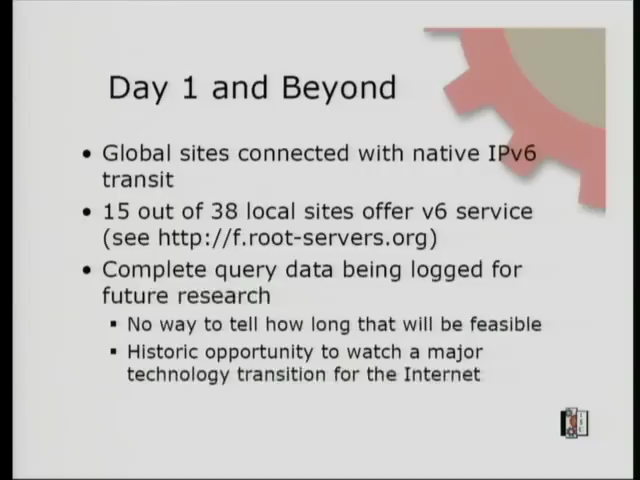 Day 1 and Beyond
• Global sites connected with native IPv6
transit
• 15 out of 38 local sites offer v6 service
(see http://f.root-servers.org)
• Complete query data being logged for
future research
▪ No way to tell how long that will be feasible
▪ Historic opportunity to watch a major
technology transition for the Internet